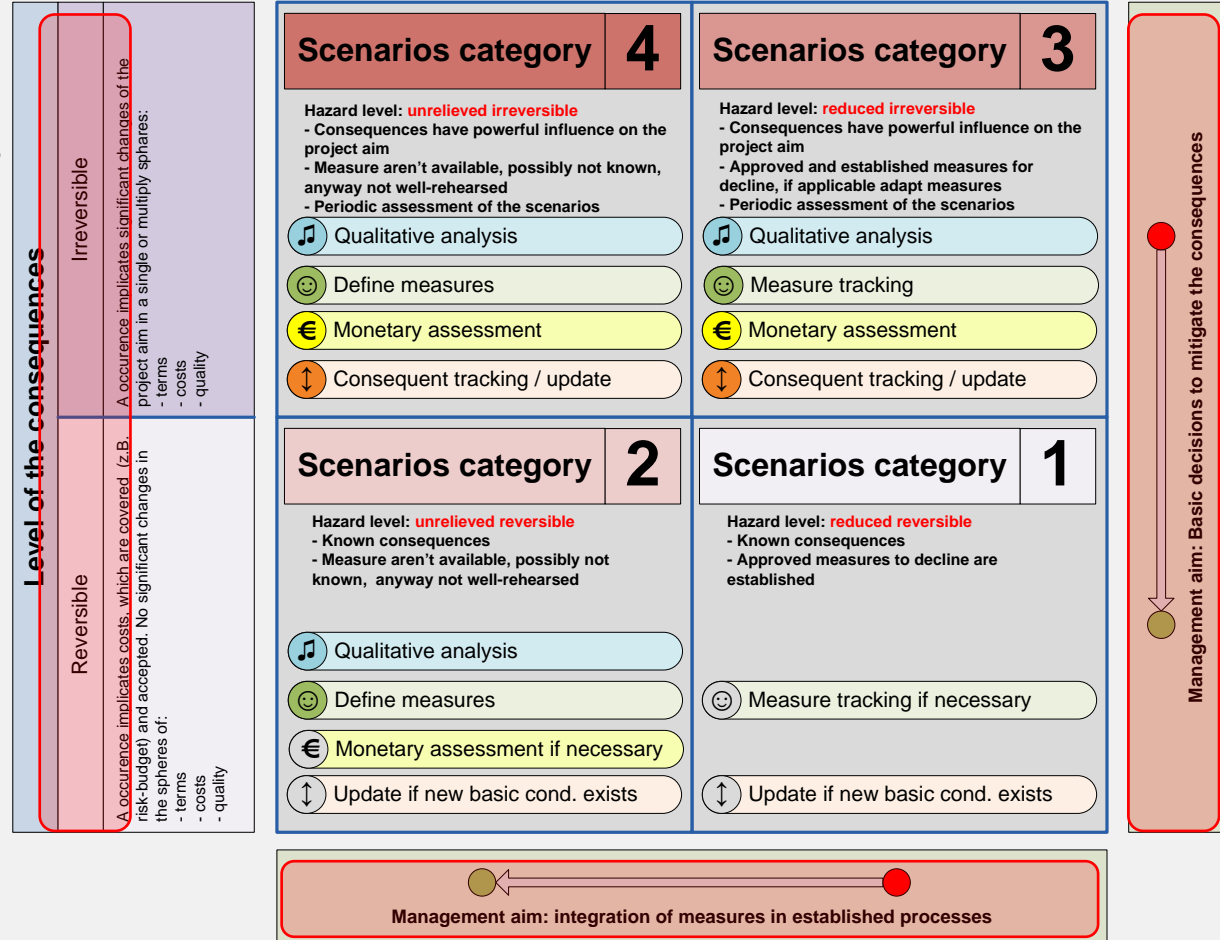 Level of the consequences
Irreversible
A occurence implicates significant changes of the
project aim in a single or multiply sphares:
- terms
- costs
- quality
Reversible
A occurence implicates costs, which are covered (z.B.
risk-budget) and accepted. No significant changes in
the spheres of:
- terms
- costs
- quality
Scenarios category 4
Hazard level: unrelieved irreversible
- Consequences have powerful influence on the
project aim
- Measure aren't available, possibly not known,
anyway not well-rehearsed
- Periodic assessment of the scenarios
Qualitative analysis
Define measures
€ Monetary assessment
Consequent tracking / update
Scenarios category 3
Hazard level: reduced irreversible
- Consequences have powerful influence on the
project aim
- Approved and established measures for
decline, if applicable adapt measures
- Periodic assessment of the scenarios
Qualitative analysis
Measure tracking
€ Monetary assessment
Consequent tracking / update
Scenarios category 2
Hazard level: unrelieved reversible
- Known consequences
- Measure aren't available, possibly not
known, anyway not well-rehearsed
Qualitative analysis
Define measures
€ Monetary assessment if necessary
Update if new basic cond. exists
Scenarios category 1
Hazard level: reduced reversible
- Known consequences
- Approved measures to decline are
established
Measure tracking if necessary
Update if new basic cond. exists
Management aim: Basic decisions to mitigate the consequences
Management aim: integration of measures in established processes